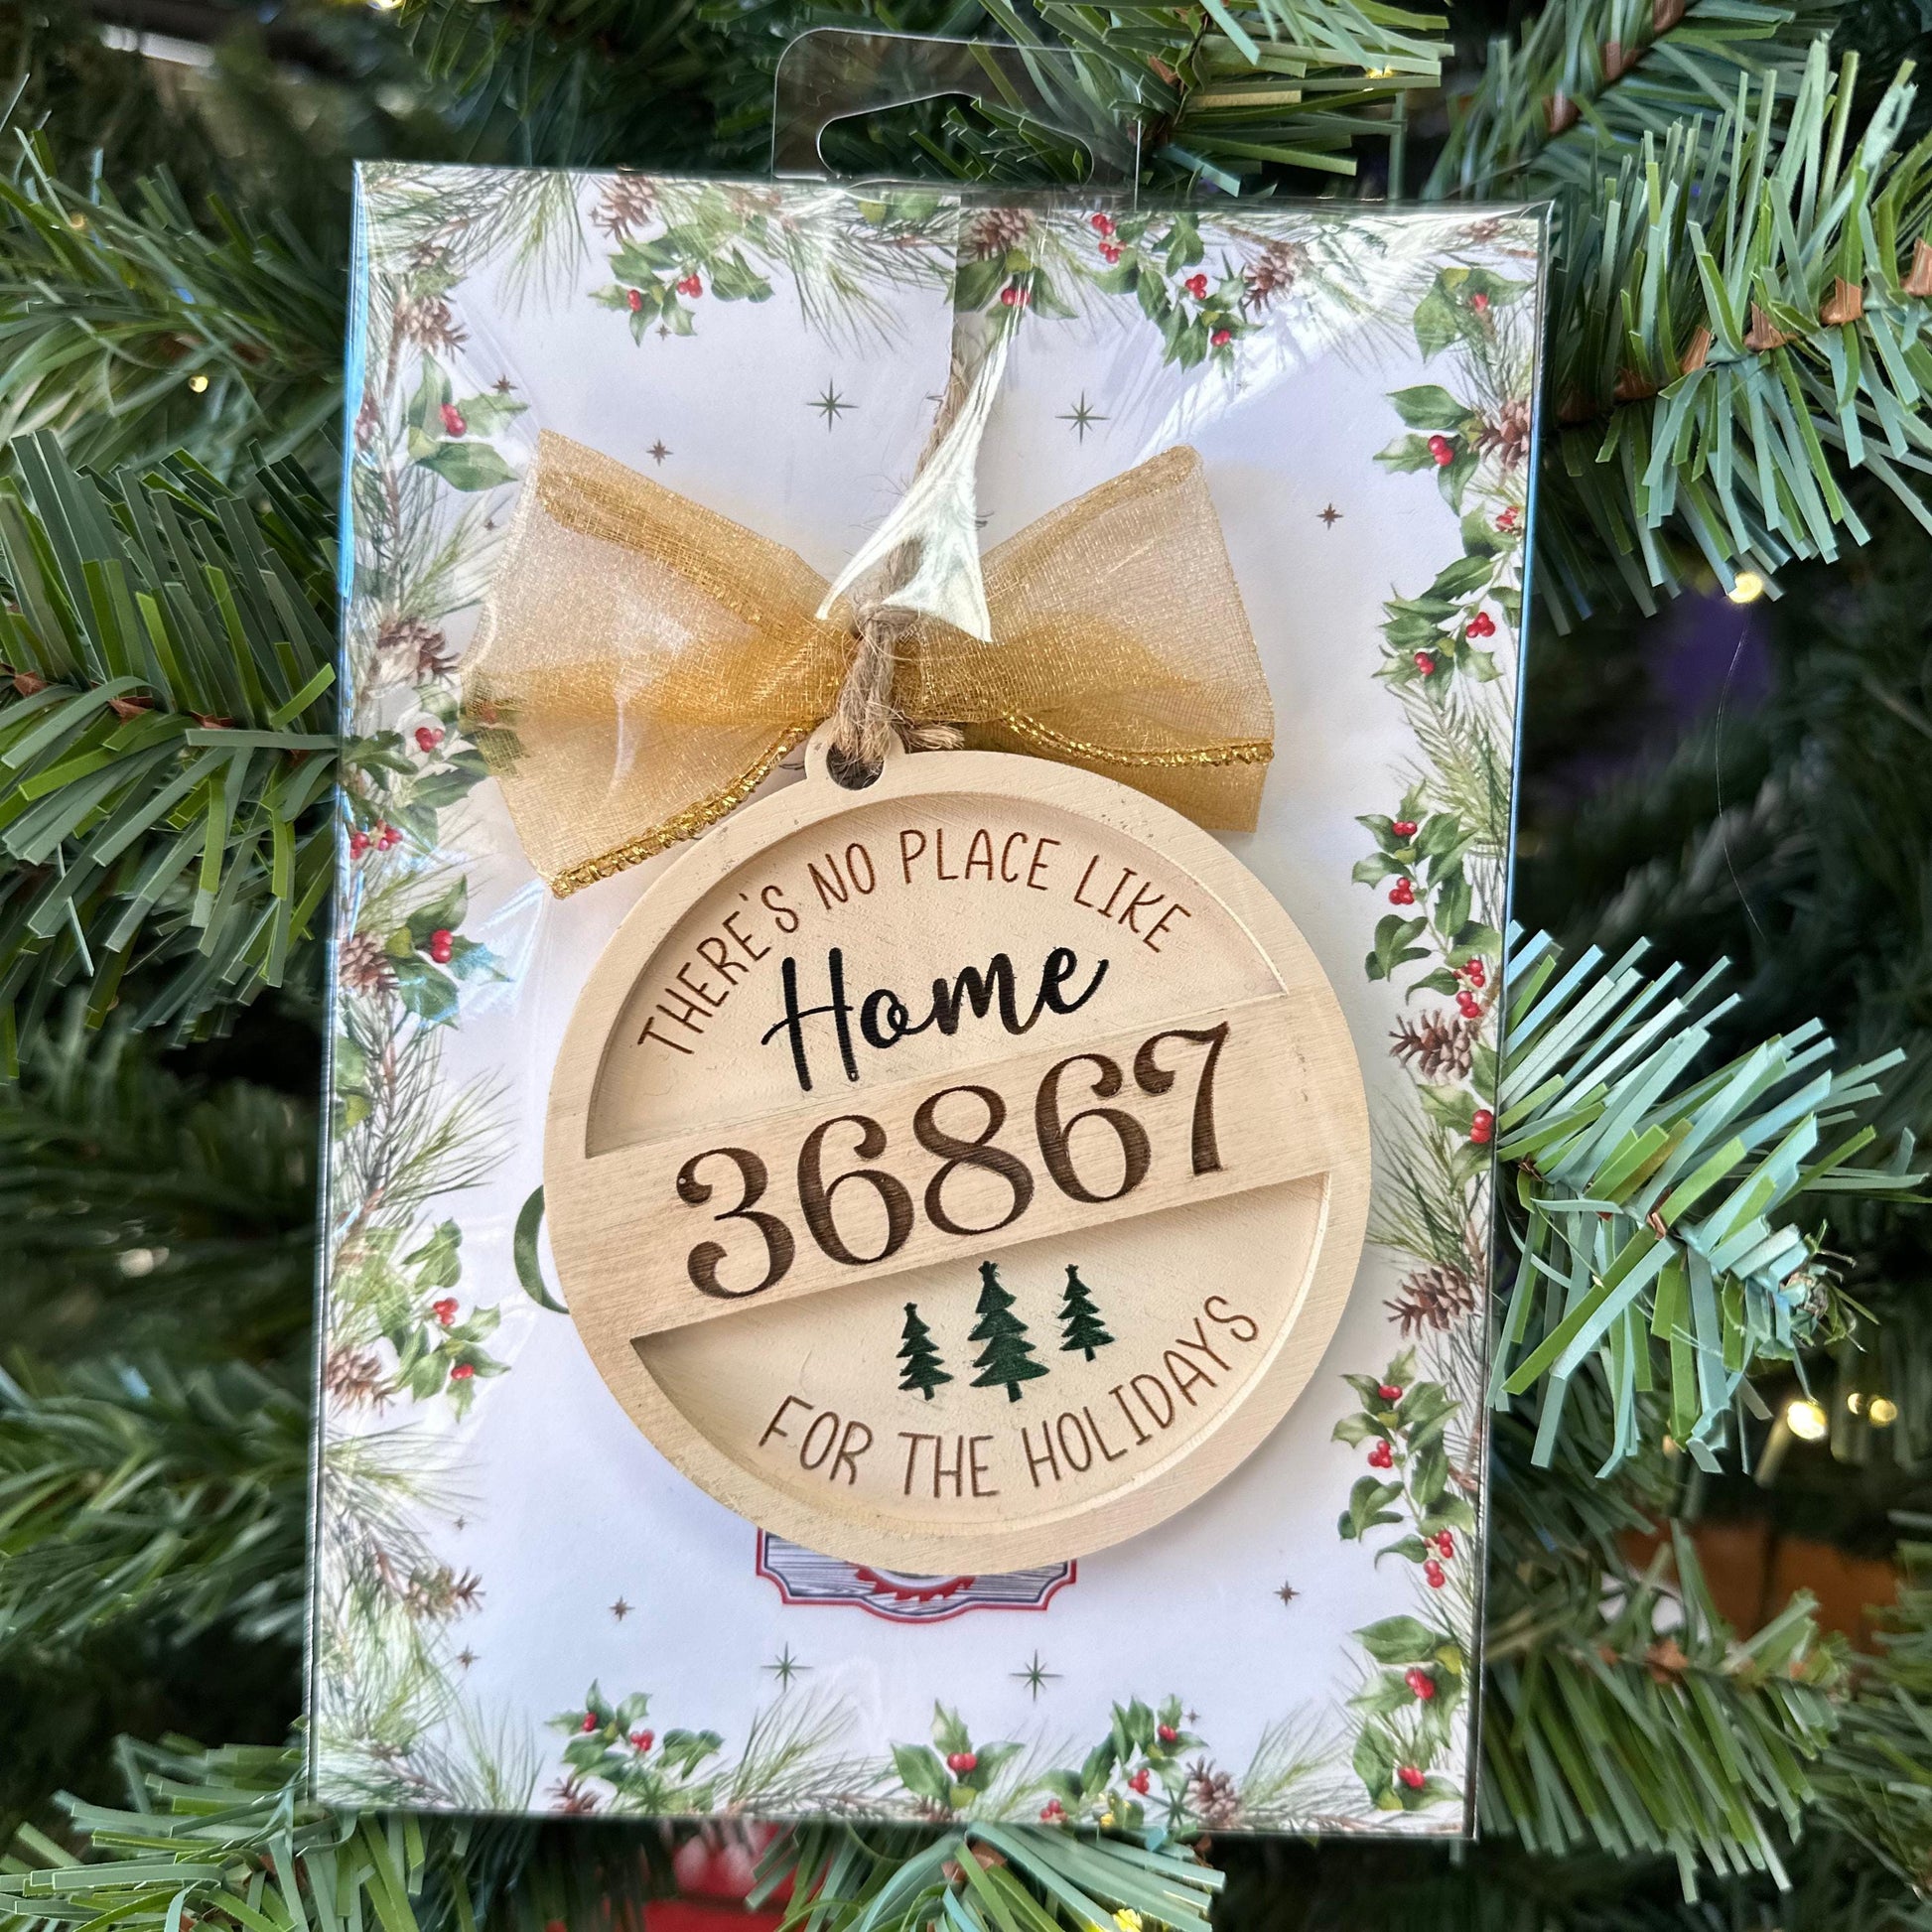 THERE'S NO PLACE LIKE
Home
36867
FOR THE HOLIDAYS